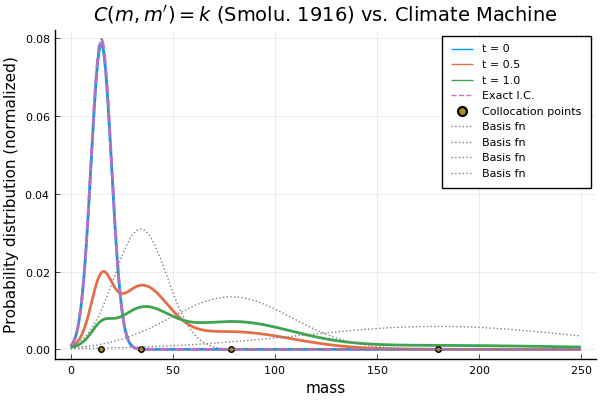 C(m, m′) = k (Smolu. 1916) vs. Climate Machine
Probability distribution (normalized)
0.08
0.06
0.04
0.02
0.00
t = 0
t = 0.5
t = 1.0
Exact I.C.
Collocation points
Basis fn
Basis fn
Basis fn
Basis fn
0 50 100 150 200 250
mass